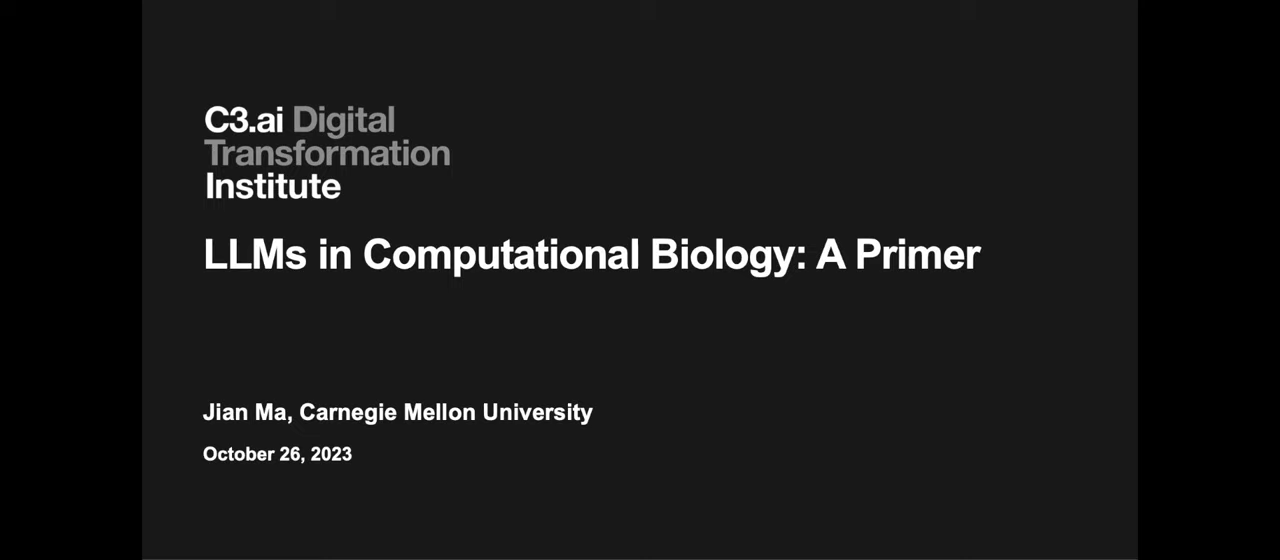 C3.ai Digital
Transformation
Institute
LLMs in Computational Biology: A Primer
Jian Ma, Carnegie Mellon University
October 26, 2023